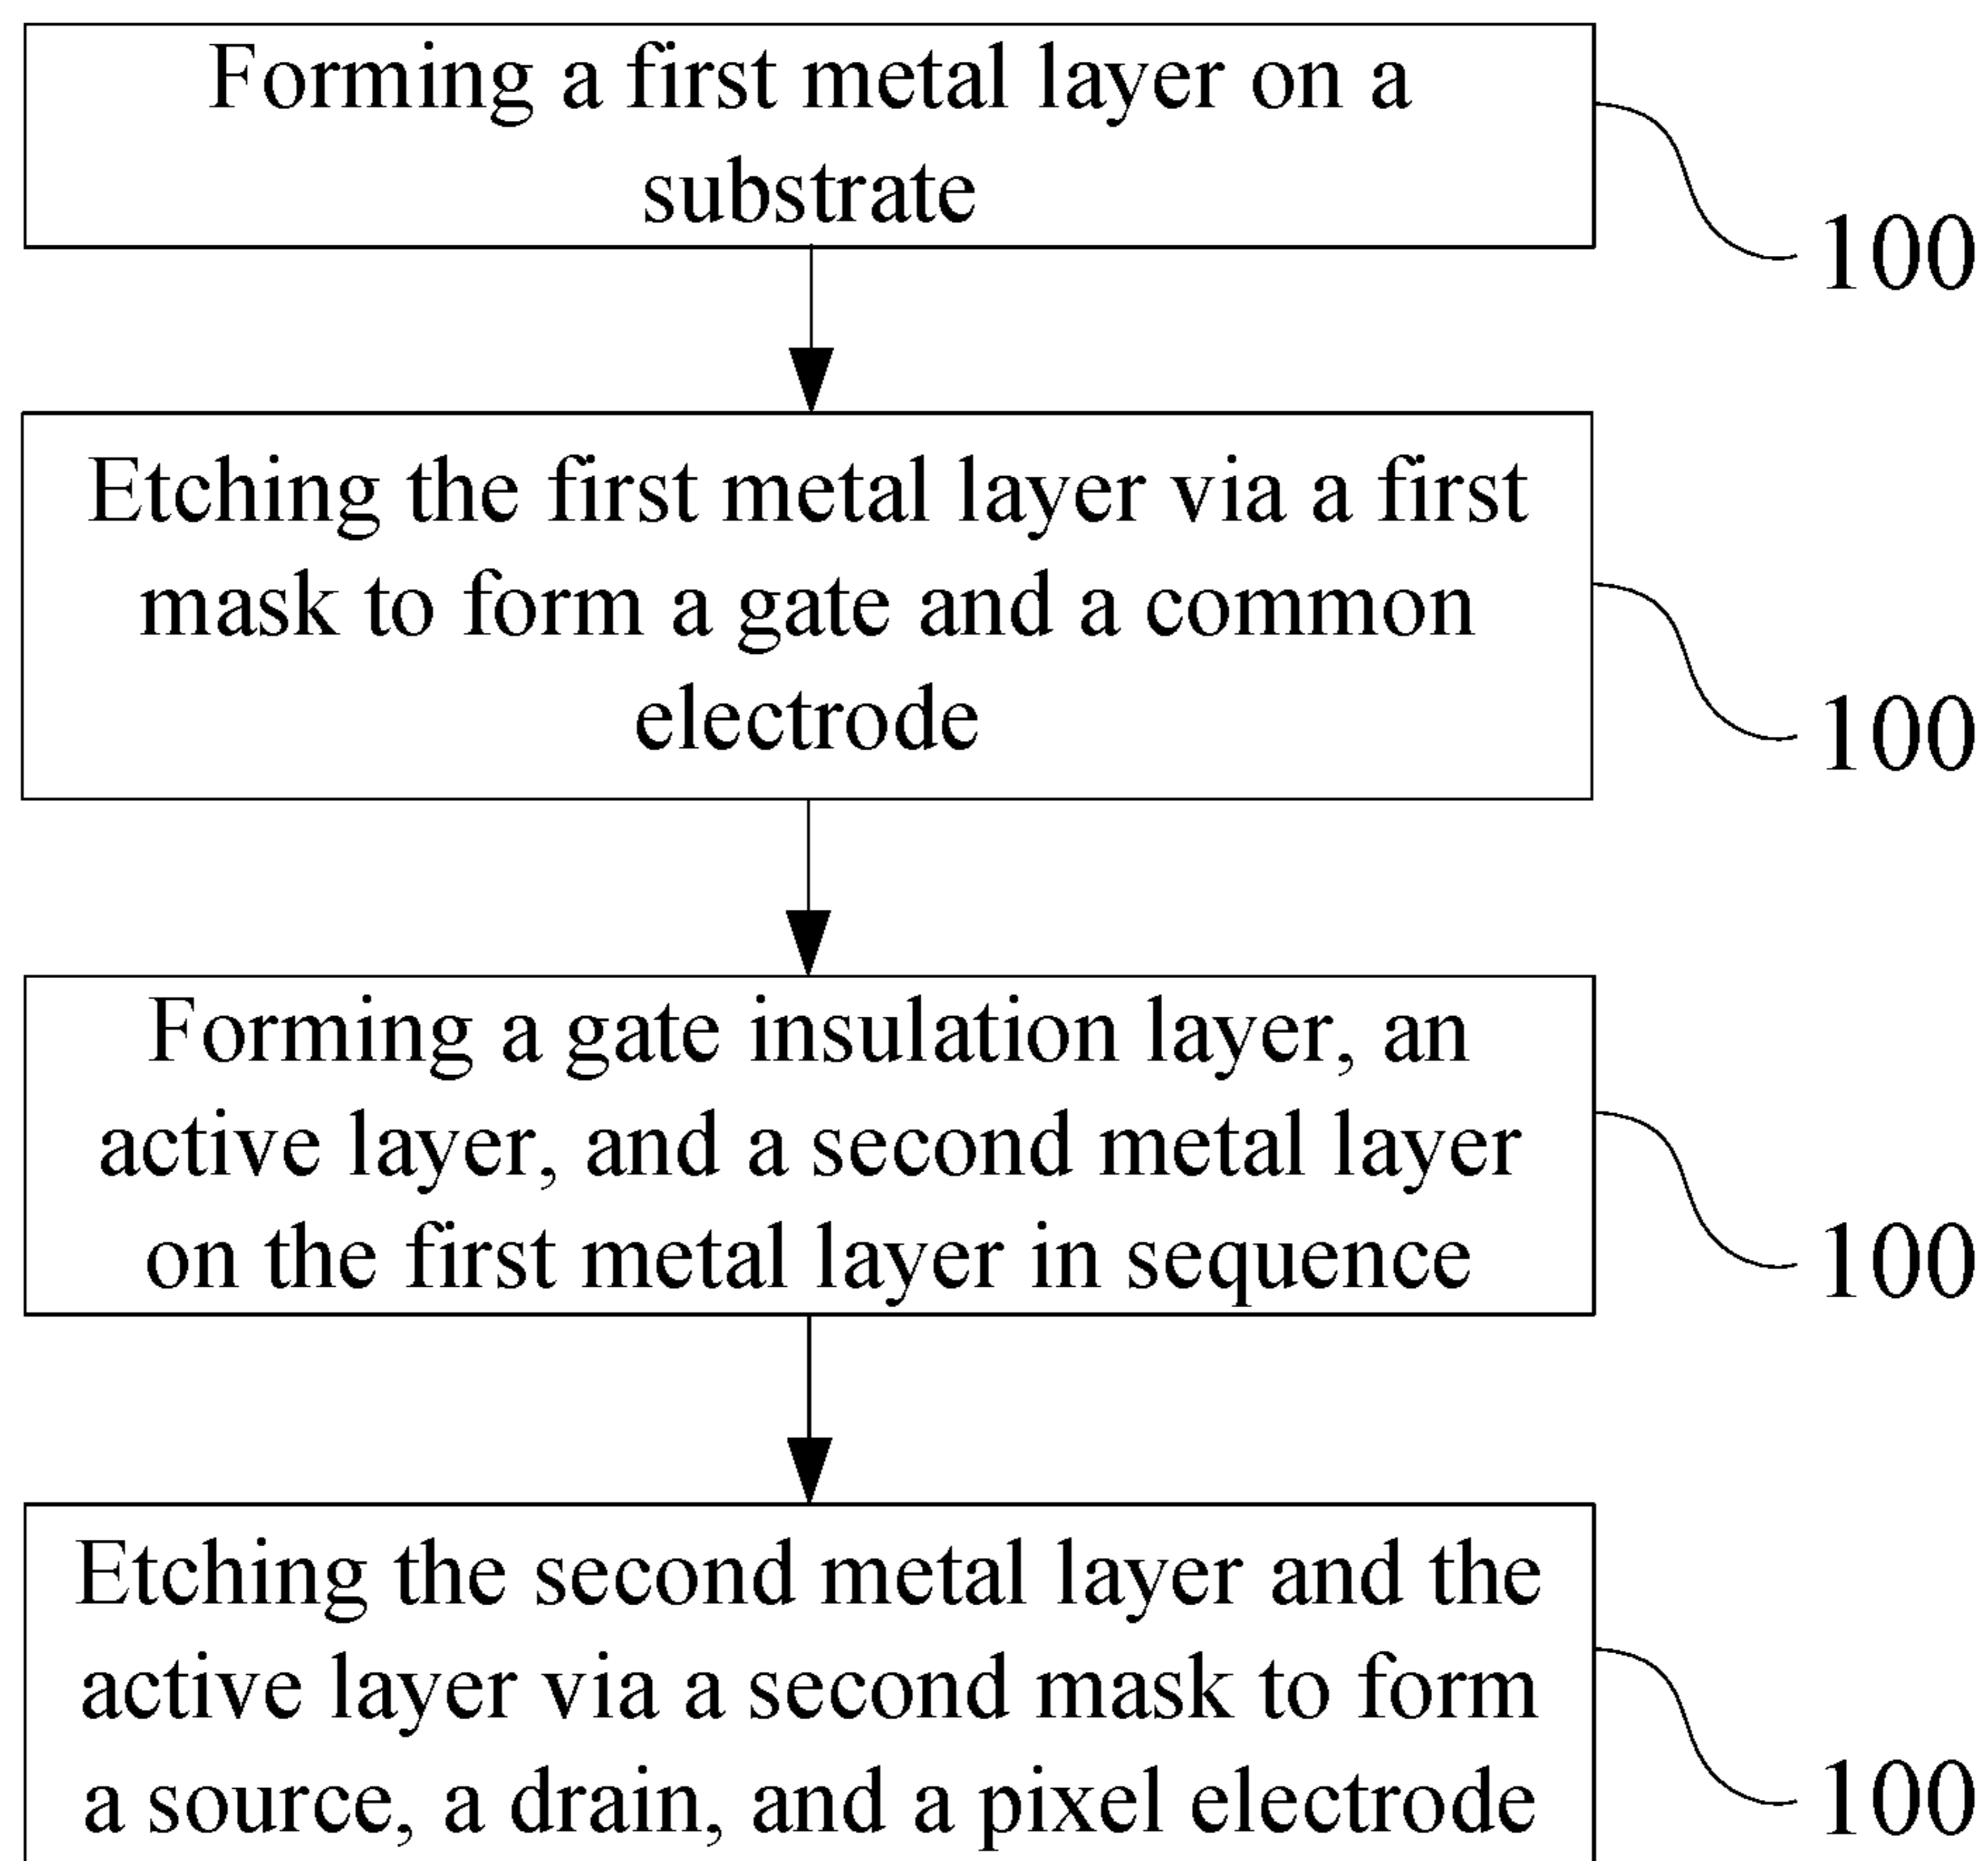 Forming a first metal layer on a
substrate
100
Etching the first metal layer via a first
mask to form a gate and a common
electrode
100
Forming a gate insulation layer, an
active layer, and a second metal layer
on the first metal layer in sequence
100
Etching the second metal layer and the
active layer via a second mask to form
a source, a drain, and a pixel electrode
100